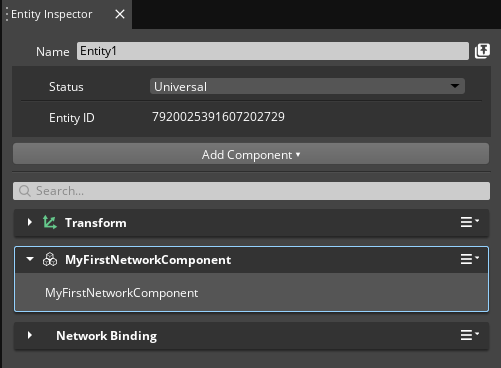 Entity Inspector
Name Entity1
Status Universal
Entity ID 7920025391607202729
Add Component
Search...
Transform
MyFirstNetworkComponent
MyFirstNetworkComponent
Network Binding